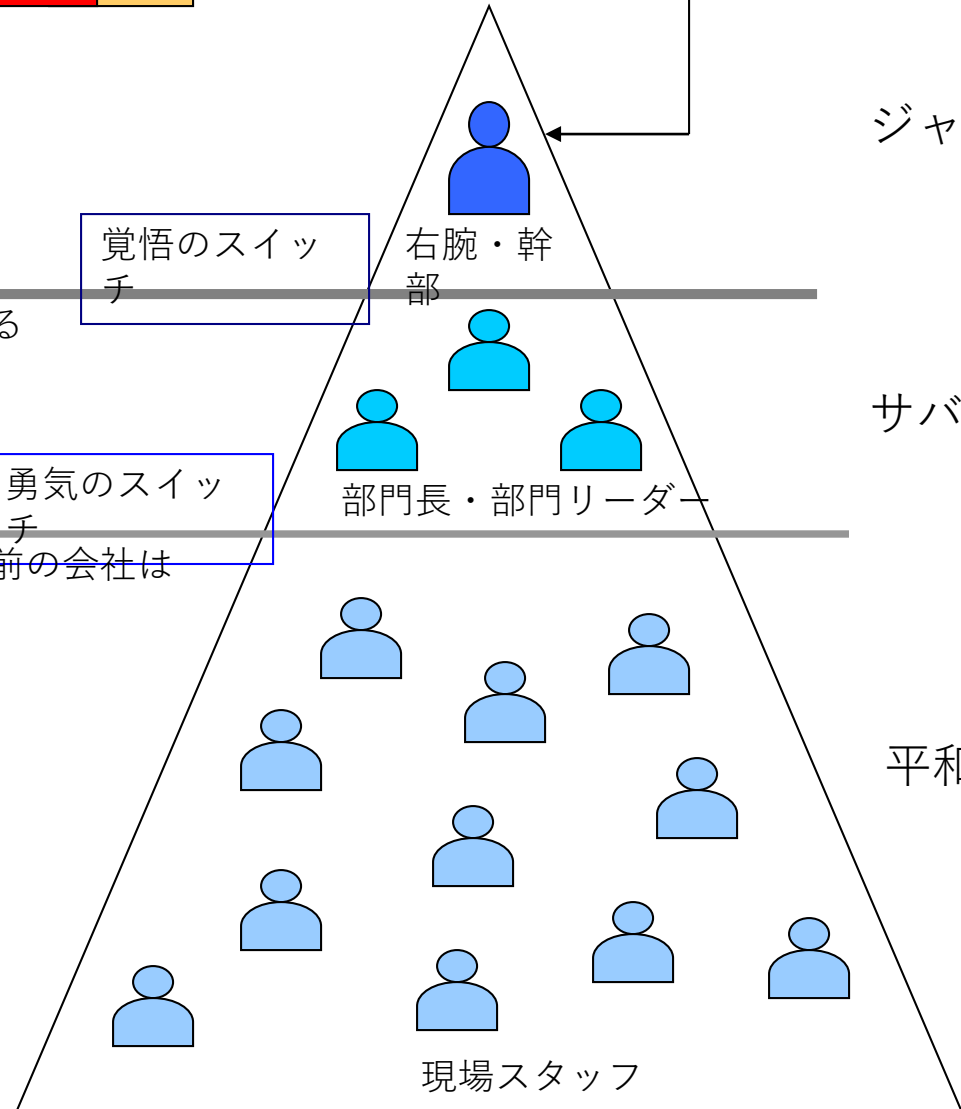 ジャ
覚悟のスイッ
チ
右腕・幹
部
る
サバ
勇気のスイッ
チ
部門長・部門リーダー
前の会社は
平和
現場スタッフ